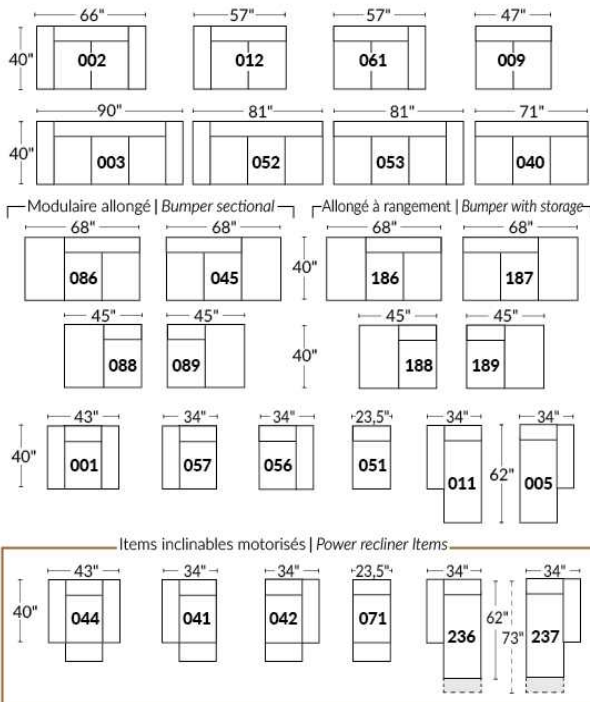 66" 57" 57" 47"
40" 002 012 061 009
90" 81" 81" 71"
40" 003 052 053 040
Modulaire allongé | Bumper sectional Allongé à rangement | Bumper with storage
68" 68" 68" 68"
086 045 40" 186 187
45" 45" 45" 45"
088 089 40" 188 189
43" 34" 34" 23,5" 34" 34"
40" 001 057 056 051 011 62" 005
Items inclinables motorisés | Power recliner Items
43" 34" 34" 23,5" 34" 34"
40" 044 041 042 071 236 62" 73" 237